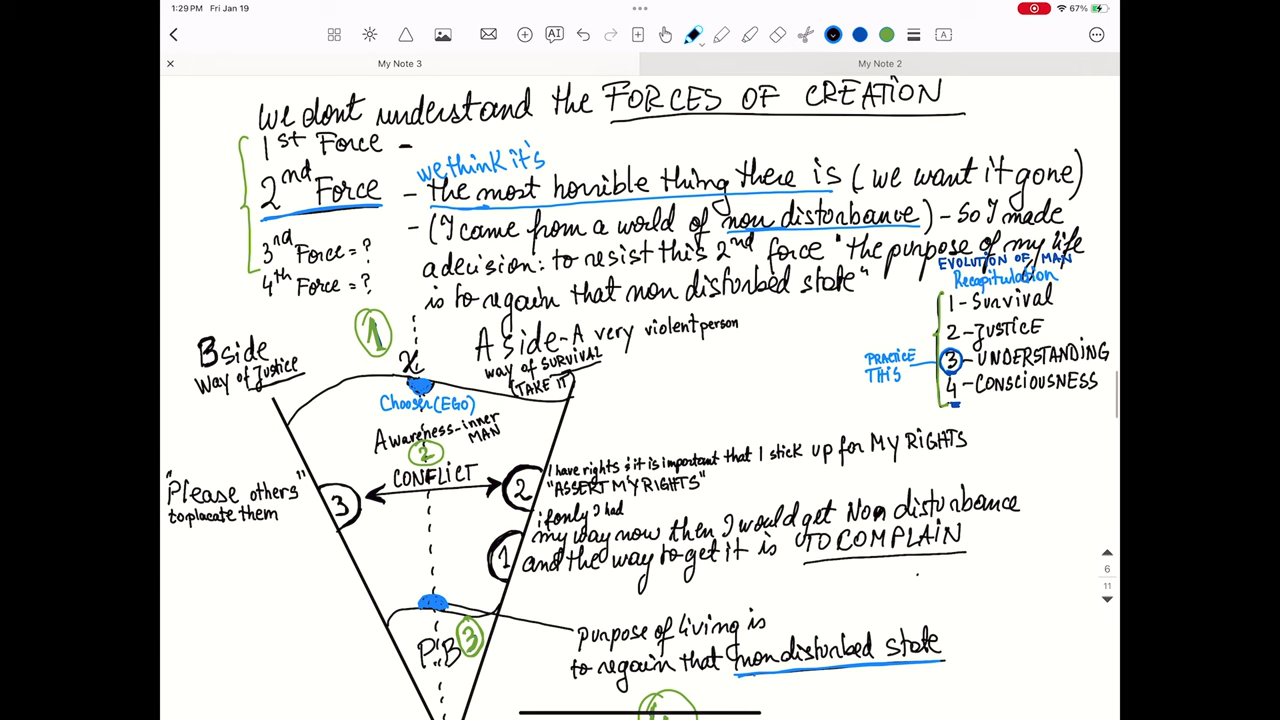 1:29 PM Fri Jan 19
67%
My Note 3
My Note 2
We dont understand the FORCES OF CREATION
1st Force -
we think it's
2nd Force - the most horrible thing there is (we want it gone)
- (I came from a world of non disturbance) - So I made
3rd Force = ?
a decision: to resist this 2nd force "the purpose of my life
4th Force = ?
is to regain that non disturbed state"
EVOLUTION OF MAN
Recapitulation
1 - Survival
2 - JUSTICE
3 - UNDERSTANDING
4 - CONSCIOUSNESS
PRACTICE
THIS
1
B side
Way of Justice
X
A side - A very violent person
way of SURVIVAL
(TAKE IT)
Chooser (EGO)
Awareness - inner
MAN
2
CONFLICT
"Please others"
to placate them
3
2
I have rights & it is important that I stick up for MY RIGHTS
"ASSERT MY RIGHTS"
if only I had
my way now then I would get Non disturbance
1
and the way to get it is TO COMPLAIN
P:B
3
purpose of living is
to regain that non disturbed state
6
11